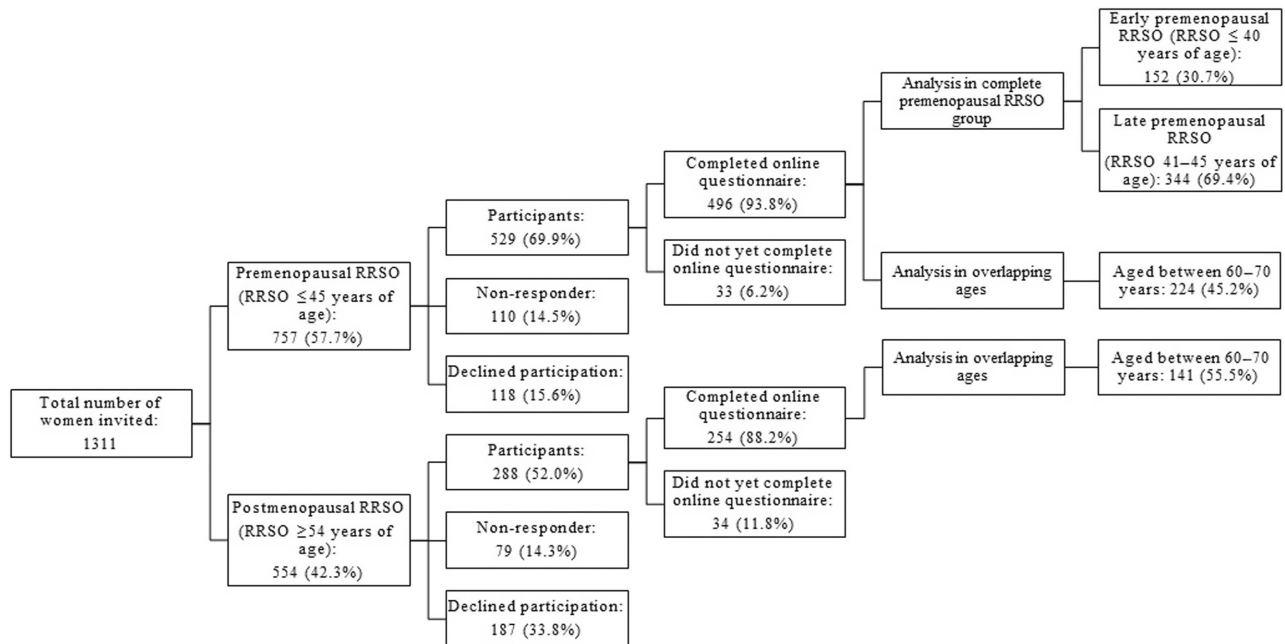 Total number of
women invited:
1311
Premenopausal RRSO
(RRSO ≤45 years of
age):
757 (57.7%)
Participants:
529 (69.9%)
Completed online
questionnaire:
496 (93.8%)
Analysis in complete
premenopausal RRSO
group
Early premenopausal
RRSO (RRSO ≤ 40
years of age):
152 (30.7%)
Late premenopausal
RRSO
(RRSO 41–45 years of
age): 344 (69.4%)
Analysis in overlapping
ages
Aged between 60–70
years: 224 (45.2%)
Did not yet complete
online questionnaire:
33 (6.2%)
Non-responder:
110 (14.5%)
Declined participation:
118 (15.6%)
Postmenopausal RRSO
(RRSO ≥54 years of
age):
554 (42.3%)
Participants:
288 (52.0%)
Completed online
questionnaire:
254 (88.2%)
Analysis in overlapping
ages
Aged between 60–70
years: 141 (55.5%)
Did not yet complete
online questionnaire:
34 (11.8%)
Non-responder:
79 (14.3%)
Declined participation:
187 (33.8%)